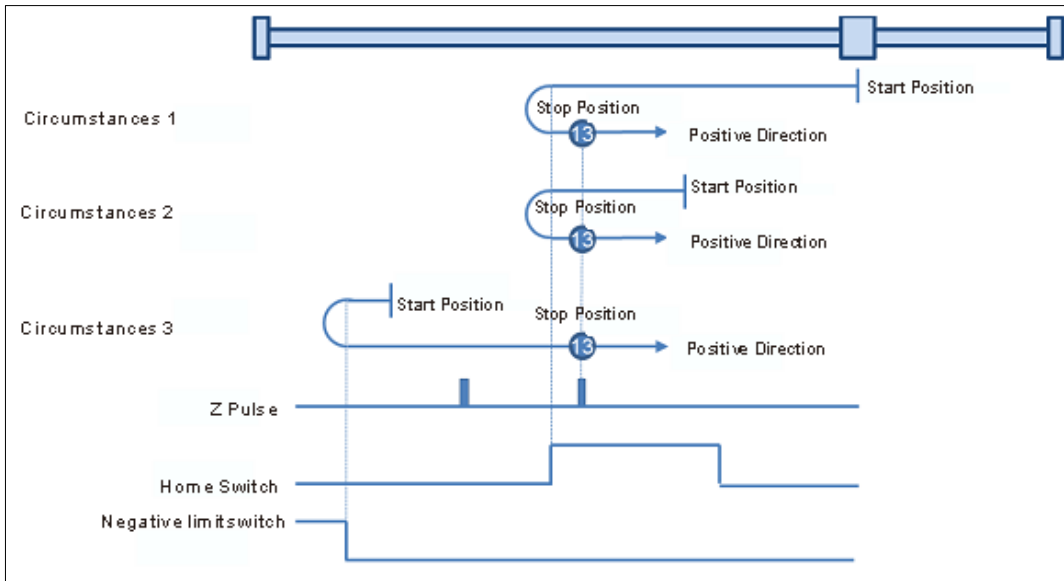 Start Position
Circumstances 1
Stop Position
13
Positive Direction
Start Position
Circumstances 2
Stop Position
13
Positive Direction
Start Position
Circumstances 3
Stop Position
13
Positive Direction
Z Pulse
Home Switch
Negative limitswitch